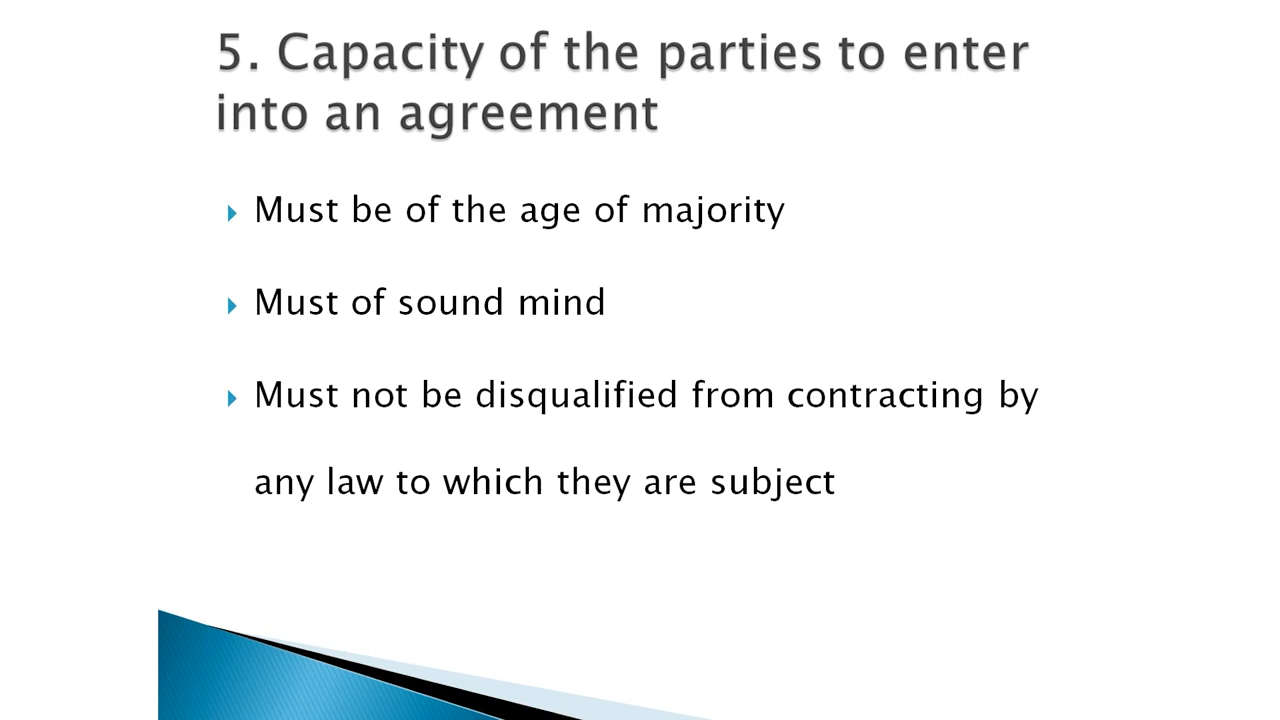 5. Capacity of the parties to enter
into an agreement
Must be of the age of majority
Must of sound mind
Must not be disqualified from contracting by
any law to which they are subject